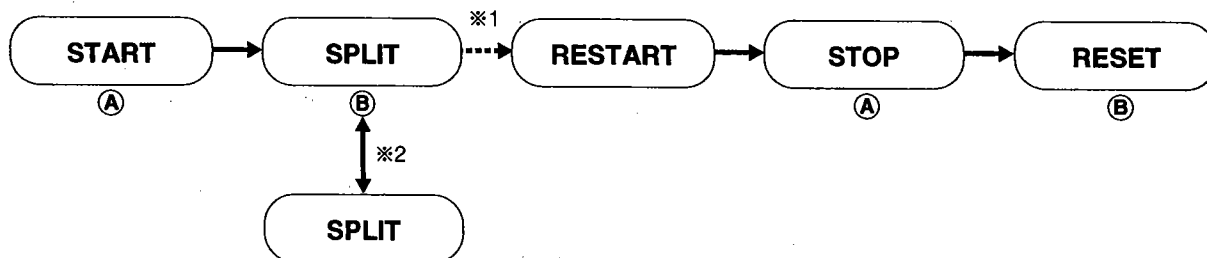 ※1
START SPLIT RESTART STOP RESET
Ⓐ Ⓑ Ⓐ Ⓑ
※2
SPLIT